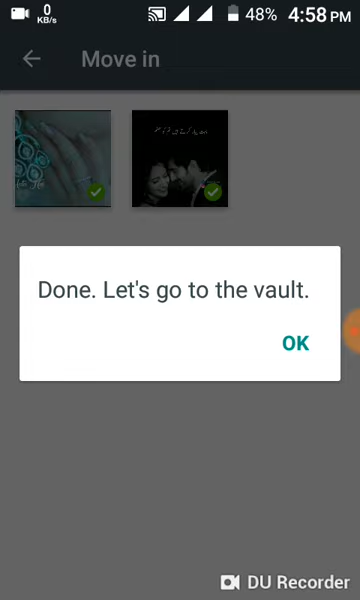 0
KB/s
48%
4:58 PM
Move in
Done. Let's go to the vault.
OK
DU Recorder